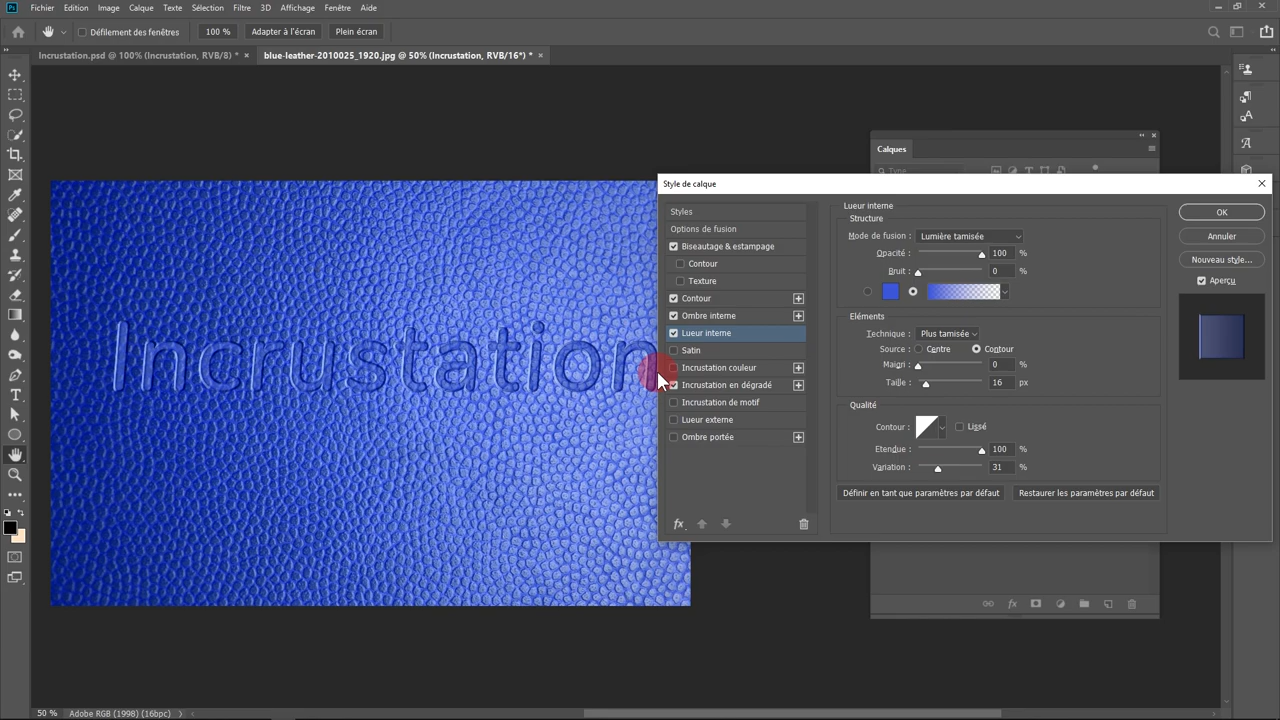 Ps Fichier Edition Image Calque Texte Sélection Filtre 3D Affichage Fenêtre Aide
Défilement des fenêtres 100 % Adapter à l'écran Plein écran
Incrustation.psd @ 100% (Incrustation, RVB/8) * × blue-leather-2010025_1920.jpg @ 50% (Incrustation, RVB/16*) * ×
Calques
Type
Incrustation
Style de calque
Styles
Options de fusion
Biseautage & estampage
Contour
Texture
Contour
Ombre interne
Lueur interne
Satin
Incrustation couleur
Incrustation en dégradé
Incrustation de motif
Lueur externe
Ombre portée
fx
Lueur interne
Structure
Mode de fusion : Lumière tamisée
Opacité : 100 %
Bruit : 0 %
Eléments
Technique : Plus tamisée
Source : Centre Contour
Maigri : 0 %
Taille : 16 px
Qualité
Contour : Lissé
Etendue : 100 %
Variation : 31 %
Définir en tant que paramètres par défaut Restaurer les paramètres par défaut
OK
Annuler
Nouveau style...
Aperçu
fx
50 % Adobe RGB (1998) (16bpc)